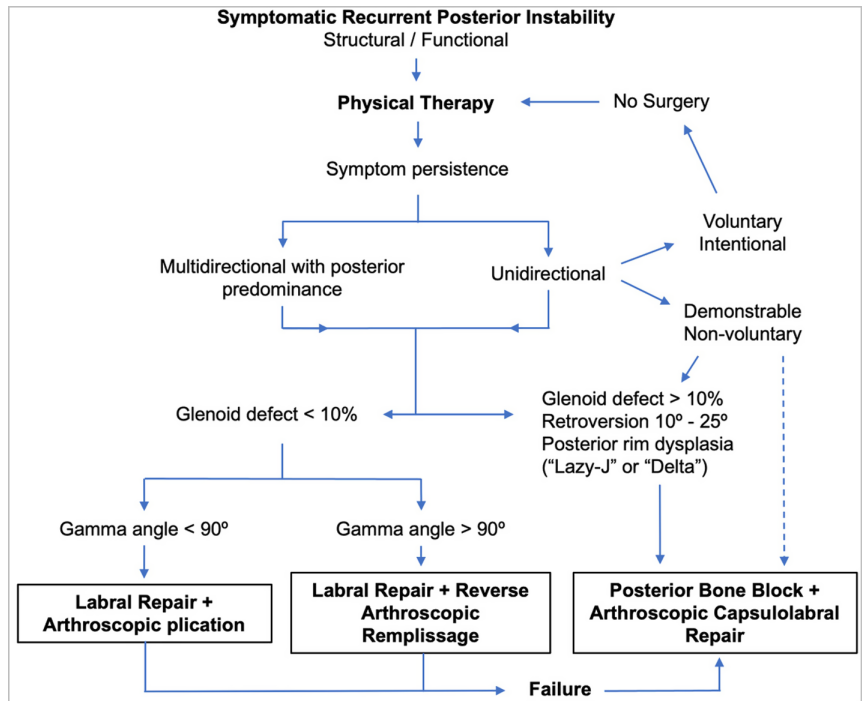 Symptomatic Recurrent Posterior Instability
Structural / Functional
Physical Therapy
No Surgery
Symptom persistence
Voluntary
Intentional
Multidirectional with posterior
predominance
Unidirectional
Demonstrable
Non-voluntary
Glenoid defect < 10%
Glenoid defect > 10%
Retroversion 10º - 25º
Posterior rim dysplasia
(“Lazy-J” or “Delta”)
Gamma angle < 90º
Gamma angle > 90º
Labral Repair +
Arthroscopic plication
Labral Repair + Reverse
Arthroscopic
Remplissage
Posterior Bone Block +
Arthroscopic Capsulolabral
Repair
Failure